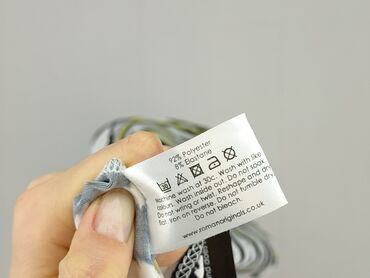 92% Polyester
8% Elastane
Machine wash at 30c. Wash with like
colours. Wash inside out. Do not soak.
Do not wring or twist. Reshape and dry
flat. Iron on reverse. Do not tumble dry.
Do not bleach.
www.romanoriginals.co.uk